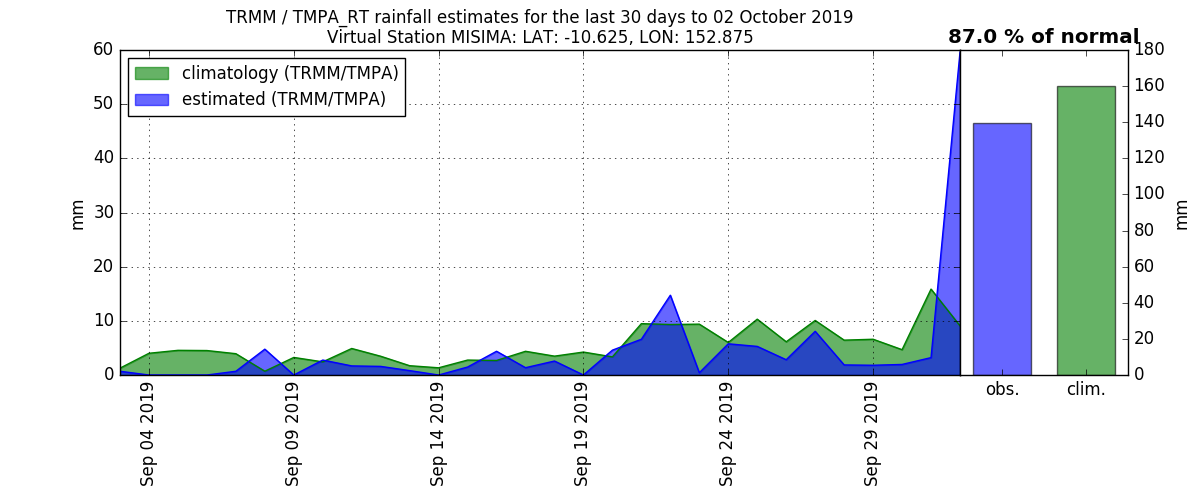 TRMM / TMPA_RT rainfall estimates for the last 30 days to 02 October 2019
Virtual Station MISIMA: LAT: -10.625, LON: 152.875
87.0 % of normal
climatology (TRMM/TMPA)
estimated (TRMM/TMPA)
60
50
40
30
20
10
0
mm
Sep 04 2019
Sep 09 2019
Sep 14 2019
Sep 19 2019
Sep 24 2019
Sep 29 2019
180
160
140
120
100
80
60
40
20
0
mm
obs.
clim.